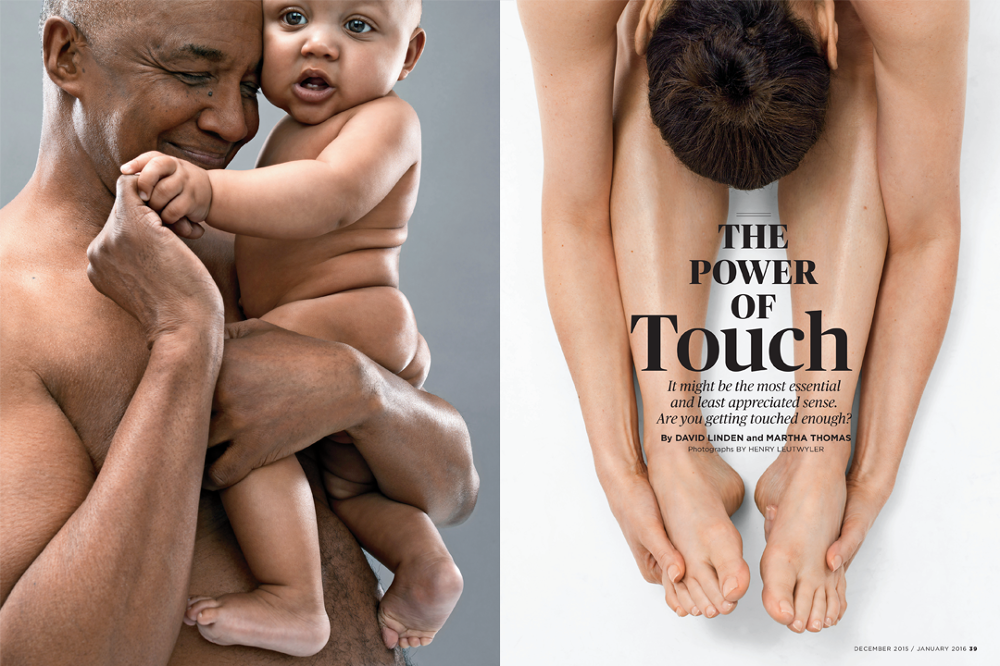 THE
POWER
OF
Touch
It might be the most essential
and least appreciated sense.
Are you getting touched enough?
By DAVID LINDEN and MARTHA THOMAS
Photographs BY HENRY LEUTWYLER
DECEMBER 2015 / JANUARY 2016 39